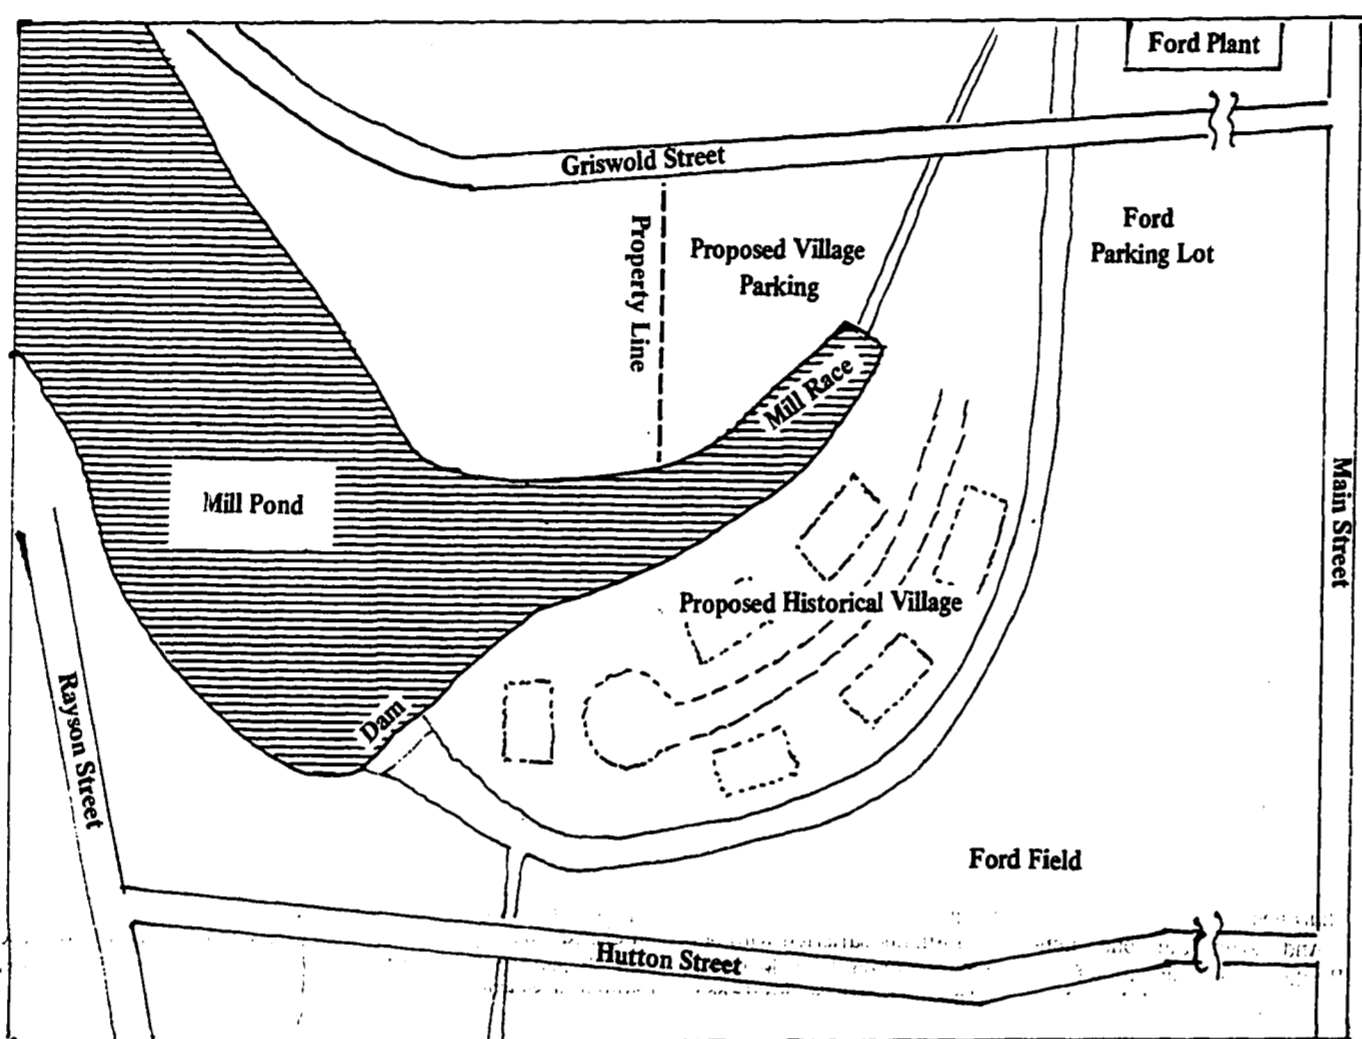 Ford Plant
Griswold Street
Ford
Parking Lot
Property Line
Proposed Village
Parking
Mill Race
Mill Pond
Main Street
Proposed Historical Village
Rayson Street
Dam
Ford Field
Hutton Street